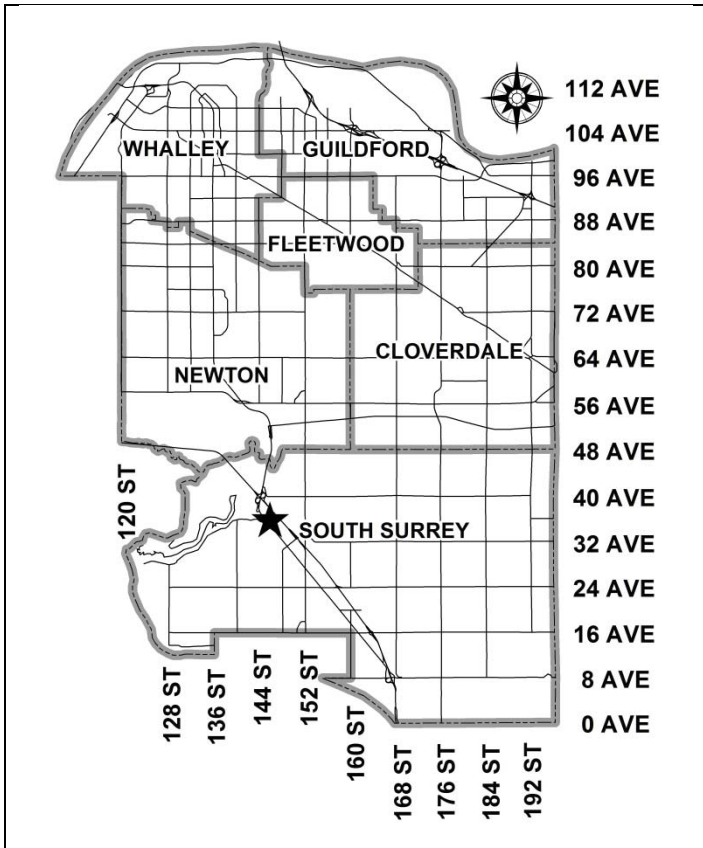 112 AVE
104 AVE
WHALLEY
GUILDFORD
96 AVE
88 AVE
FLEETWOOD
80 AVE
72 AVE
CLOVERDALE
64 AVE
NEWTON
56 AVE
48 AVE
120 ST
40 AVE
SOUTH SURREY
32 AVE
24 AVE
16 AVE
128 ST
136 ST
144 ST
152 ST
160 ST
8 AVE
0 AVE
168 ST
176 ST
184 ST
192 ST